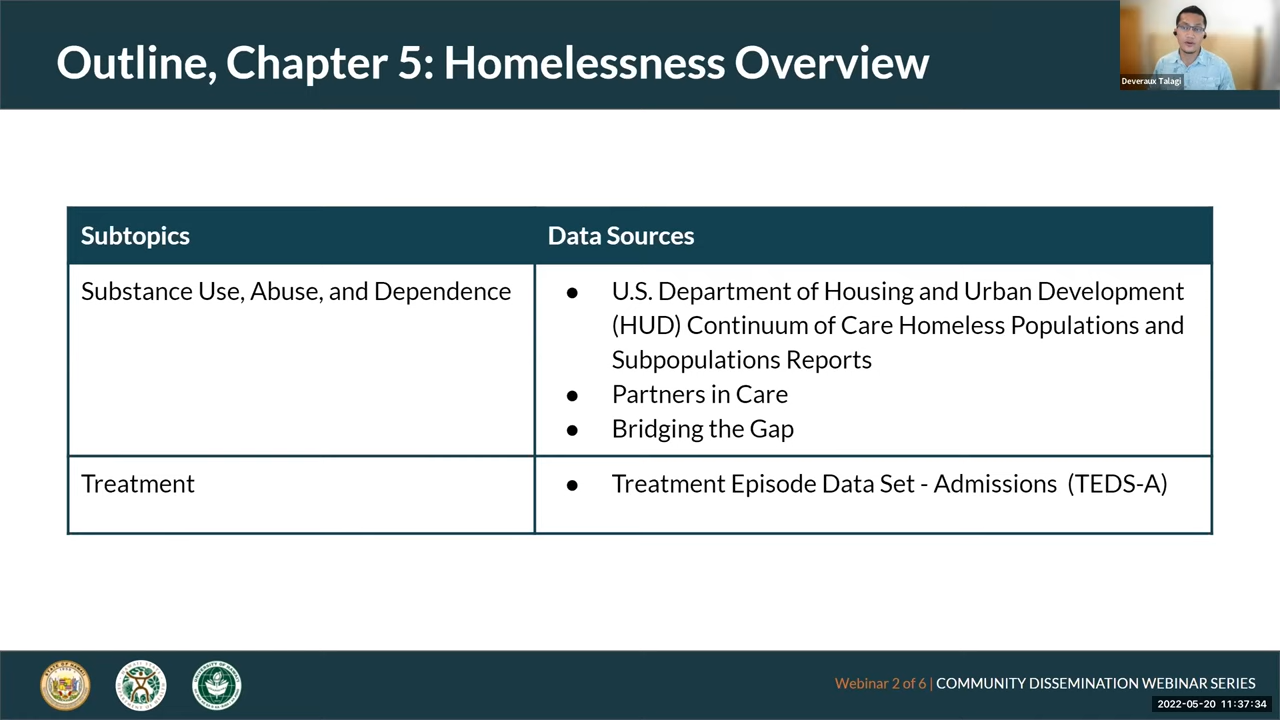 Outline, Chapter 5: Homelessness Overview
Deveraux Talagi
Subtopics
Data Sources
Substance Use, Abuse, and Dependence
● U.S. Department of Housing and Urban Development
(HUD) Continuum of Care Homeless Populations and
Subpopulations Reports
● Partners in Care
● Bridging the Gap
Treatment
● Treatment Episode Data Set - Admissions (TEDS-A)
Webinar 2 of 6 | COMMUNITY DISSEMINATION WEBINAR SERIES
2022-05-20 11:37:34